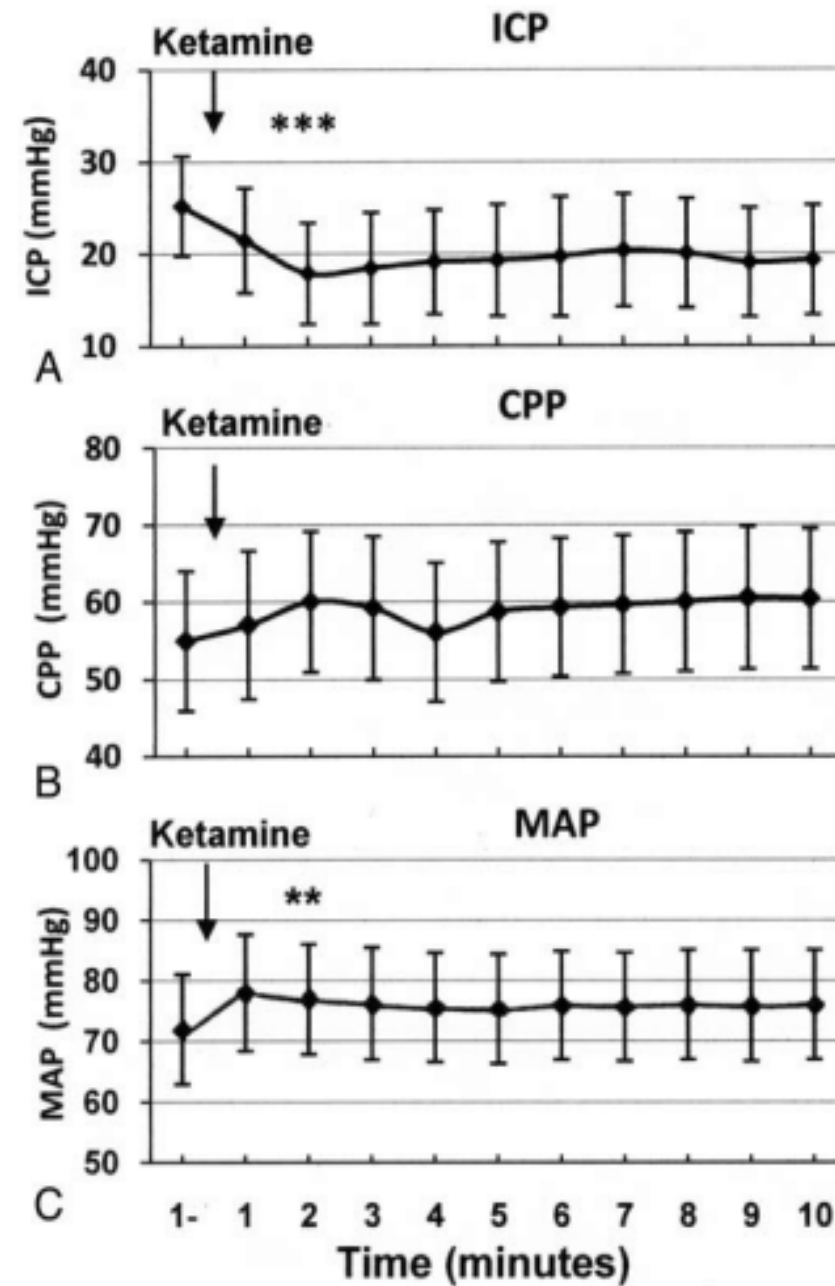 ICP
Ketamine
***
40
30
20
10
ICP (mmHg)
A
CPP
Ketamine
80
70
60
50
40
CPP (mmHg)
B
MAP
Ketamine
**
100
90
80
70
60
50
MAP (mmHg)
C
1- 1 2 3 4 5 6 7 8 9 10
Time (minutes)